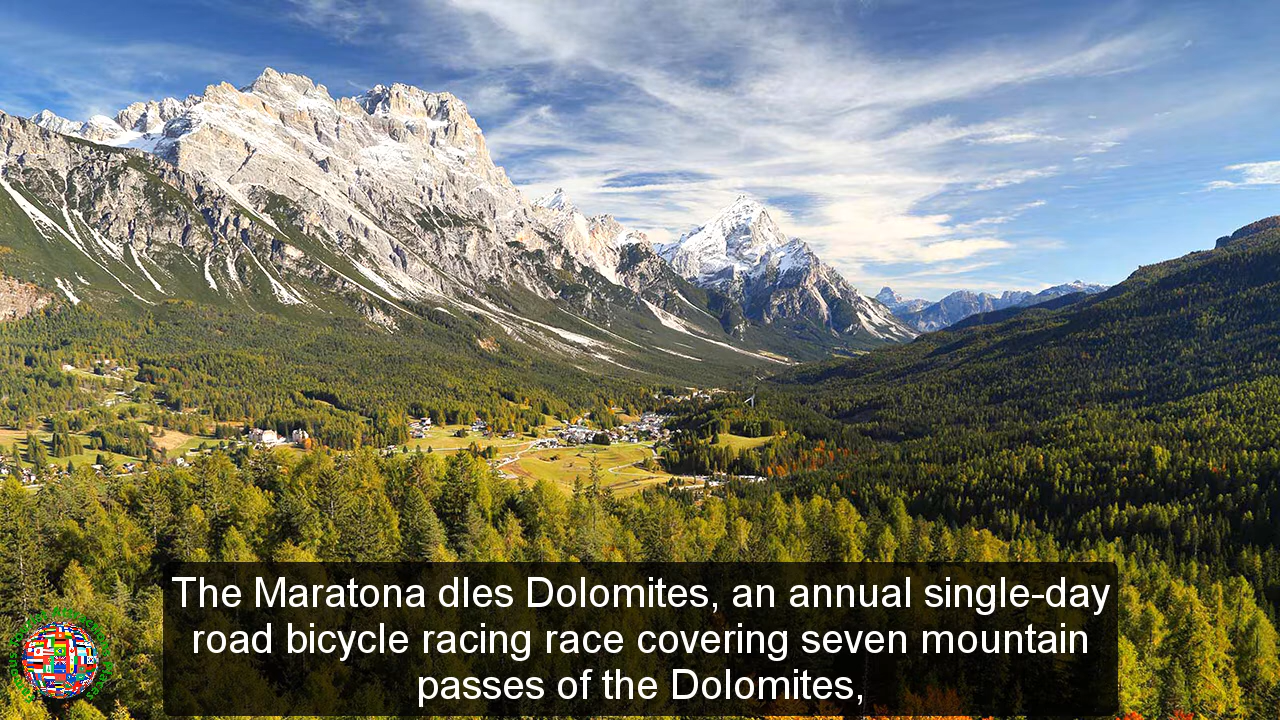 The Maratona dles Dolomites, an annual single-day
road bicycle racing race covering seven mountain
passes of the Dolomites,